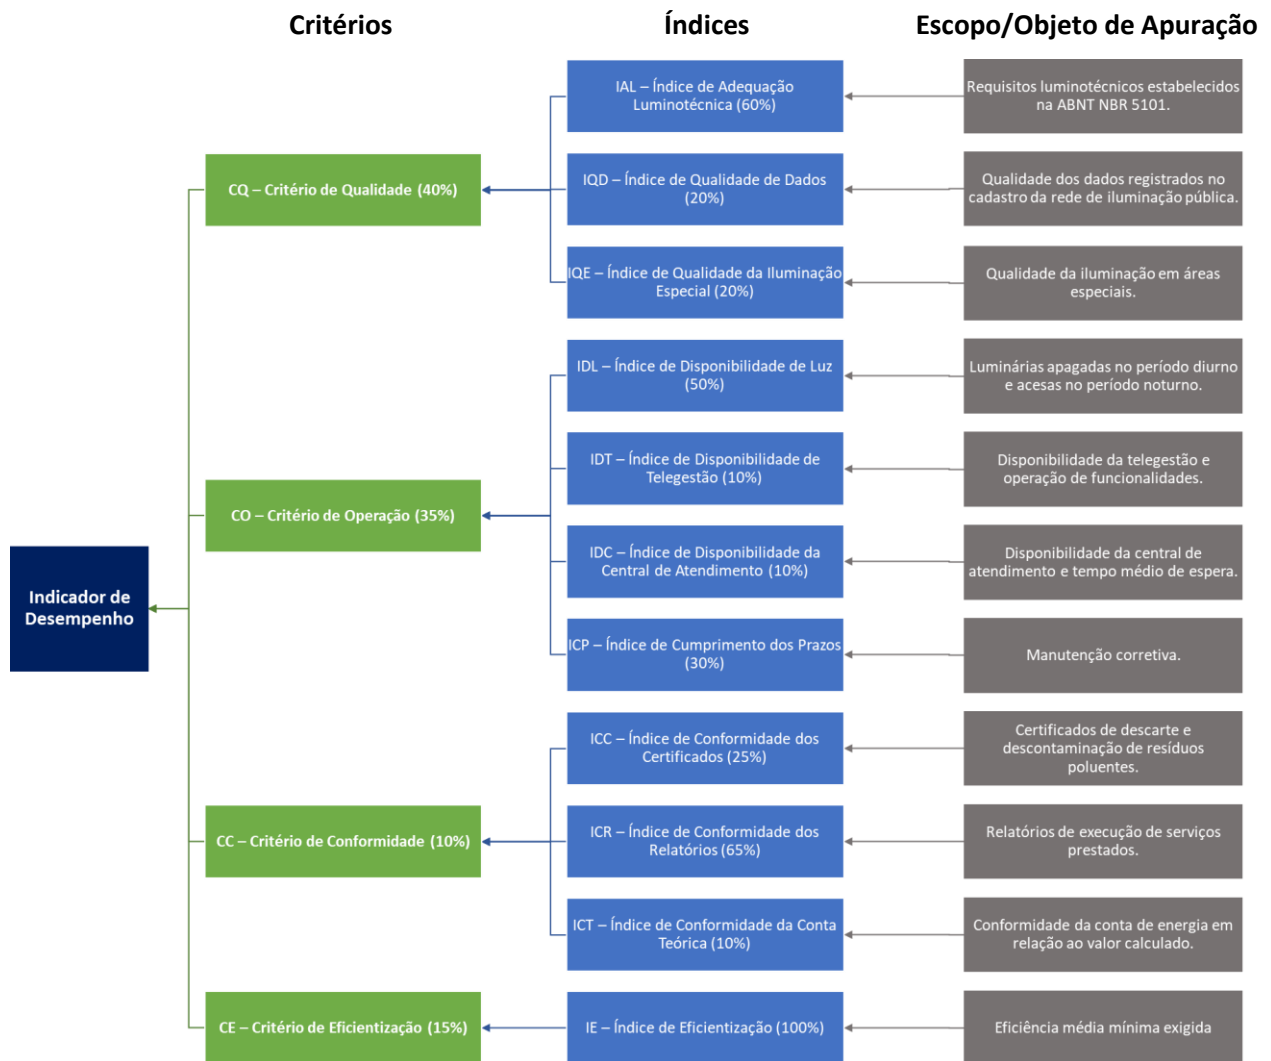 Critérios
Índices
Escopo/Objeto de Apuração
Indicador de
Desempenho
CQ – Critério de Qualidade (40%)
IAL – Índice de Adequação
Luminotécnica (60%)
Requisitos luminotécnicos estabelecidos
na ABNT NBR 5101.
IQD – Índice de Qualidade de Dados
(20%)
Qualidade dos dados registrados no
cadastro da rede de iluminação pública.
IQE – Índice de Qualidade da Iluminação
Especial (20%)
Qualidade da iluminação em áreas
especiais.
CO – Critério de Operação (35%)
IDL – Índice de Disponibilidade de Luz
(50%)
Luminárias apagadas no período diurno
e acesas no período noturno.
IDT – Índice de Disponibilidade de
Telegestão (10%)
Disponibilidade da telegestão e
operação de funcionalidades.
IDC – Índice de Disponibilidade da
Central de Atendimento (10%)
Disponibilidade da central de
atendimento e tempo médio de espera.
ICP – Índice de Cumprimento dos Prazos
(30%)
Manutenção corretiva.
CC – Critério de Conformidade (10%)
ICC – Índice de Conformidade dos
Certificados (25%)
Certificados de descarte e
descontaminação de resíduos
poluentes.
ICR – Índice de Conformidade dos
Relatórios (65%)
Relatórios de execução de serviços
prestados.
ICT – Índice de Conformidade da Conta
Teórica (10%)
Conformidade da conta de energia em
relação ao valor calculado.
CE – Critério de Eficientização (15%)
IE – Índice de Eficientização (100%)
Eficiência média mínima exigida